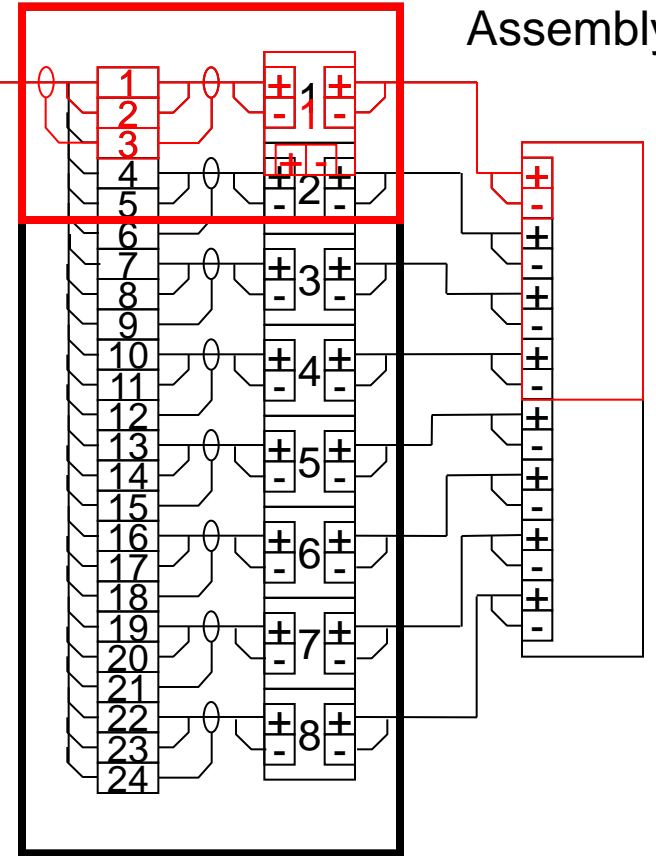 Assembly
1 + 1 +
2 - 1 -
3
+ -
4 + + +
5 - 2 - -
6 +
7 + + -
8 - 3 - +
9 -
10 + + +
11 - 4 - -
12 +
13 + + -
14 - 5 - +
15 -
16 + + +
17 - 6 - -
18 +
19 + + -
20 - 7 -
21
22 + +
23 - 8 -
24